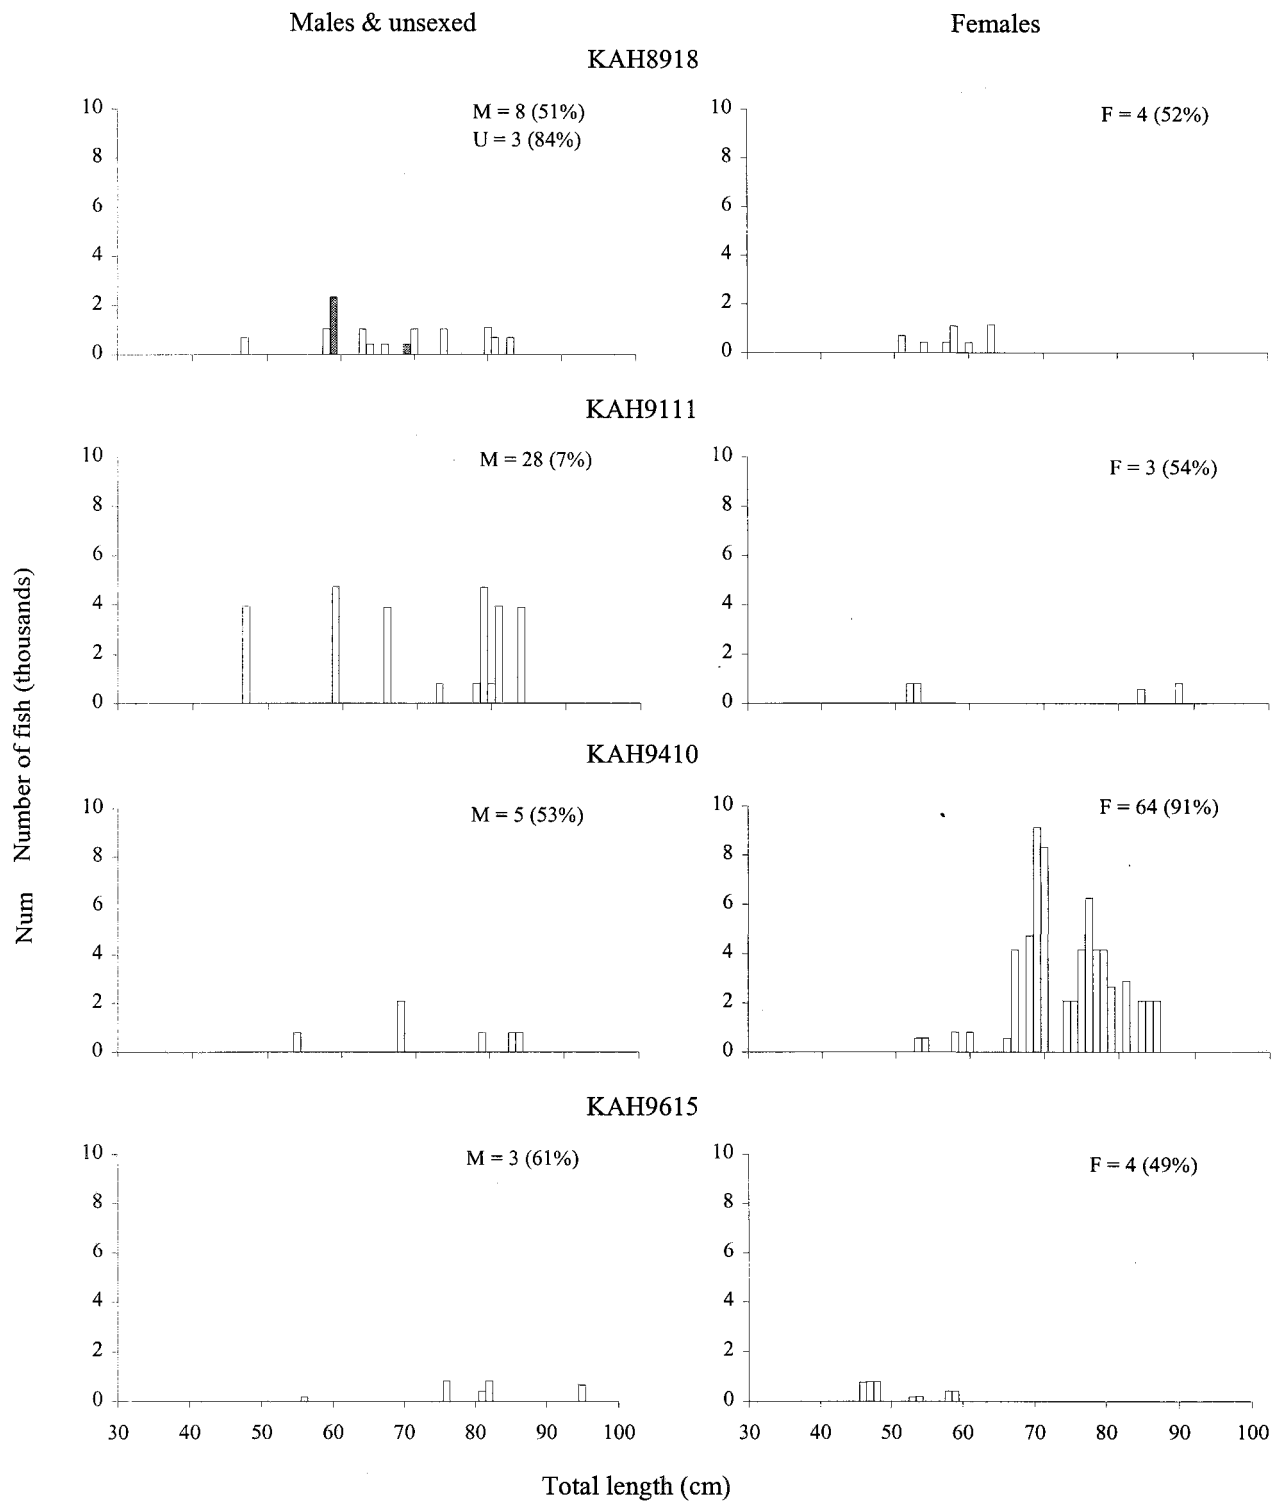 Males & unsexed
Females
KAH8918
10
8
6
4
2
0
M = 8 (51%)
U = 3 (84%)
10
8
6
4
2
0
F = 4 (52%)
KAH9111
10
8
6
4
2
0
M = 28 (7%)
10
8
6
4
2
0
F = 3 (54%)
KAH9410
10
8
6
4
2
0
M = 5 (53%)
10
8
6
4
2
0
F = 64 (91%)
KAH9615
10
8
6
4
2
0
M = 3 (61%)
10
8
6
4
2
0
F = 4 (49%)
30 40 50 60 70 80 90 100
30 40 50 60 70 80 90 100
Num Number of fish (thousands)
Total length (cm)